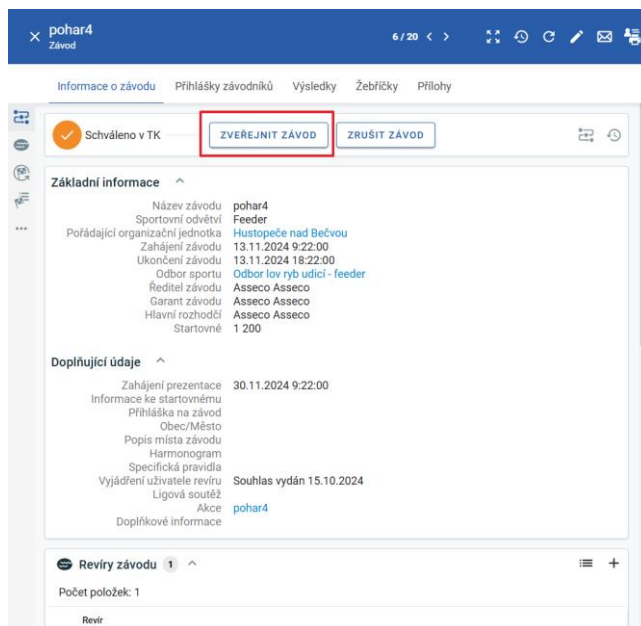 pohar4
Závod
6 / 20
Informace o závodu Přihlášky závodníků Výsledky Žebříčky Přílohy
Schváleno v TK ZVEŘEJNIT ZÁVOD ZRUŠIT ZÁVOD
Základní informace
Název závodu pohar4
Sportovní odvětví Feeder
Pořádající organizační jednotka Hustopeče nad Bečvou
Zahájení závodu 13.11.2024 9:22:00
Ukončení závodu 13.11.2024 18:22:00
Odbor sportu Odbor lov ryb udicí - feeder
Ředitel závodu Asseco Asseco
Garant závodu Asseco Asseco
Hlavní rozhodčí Asseco Asseco
Startovné 1 200
Doplňující údaje
Zahájení prezentace 30.11.2024 9:22:00
Informace ke startovnému
Přihláška na závod
Obec/Město
Popis místa závodu
Harmonogram
Specifická pravidla
Vyjádření uživatele revíru Souhlas vydán 15.10.2024
Ligová soutěž
Akce pohar4
Doplňkové informace
Revíry závodu 1
Počet položek: 1
Revír